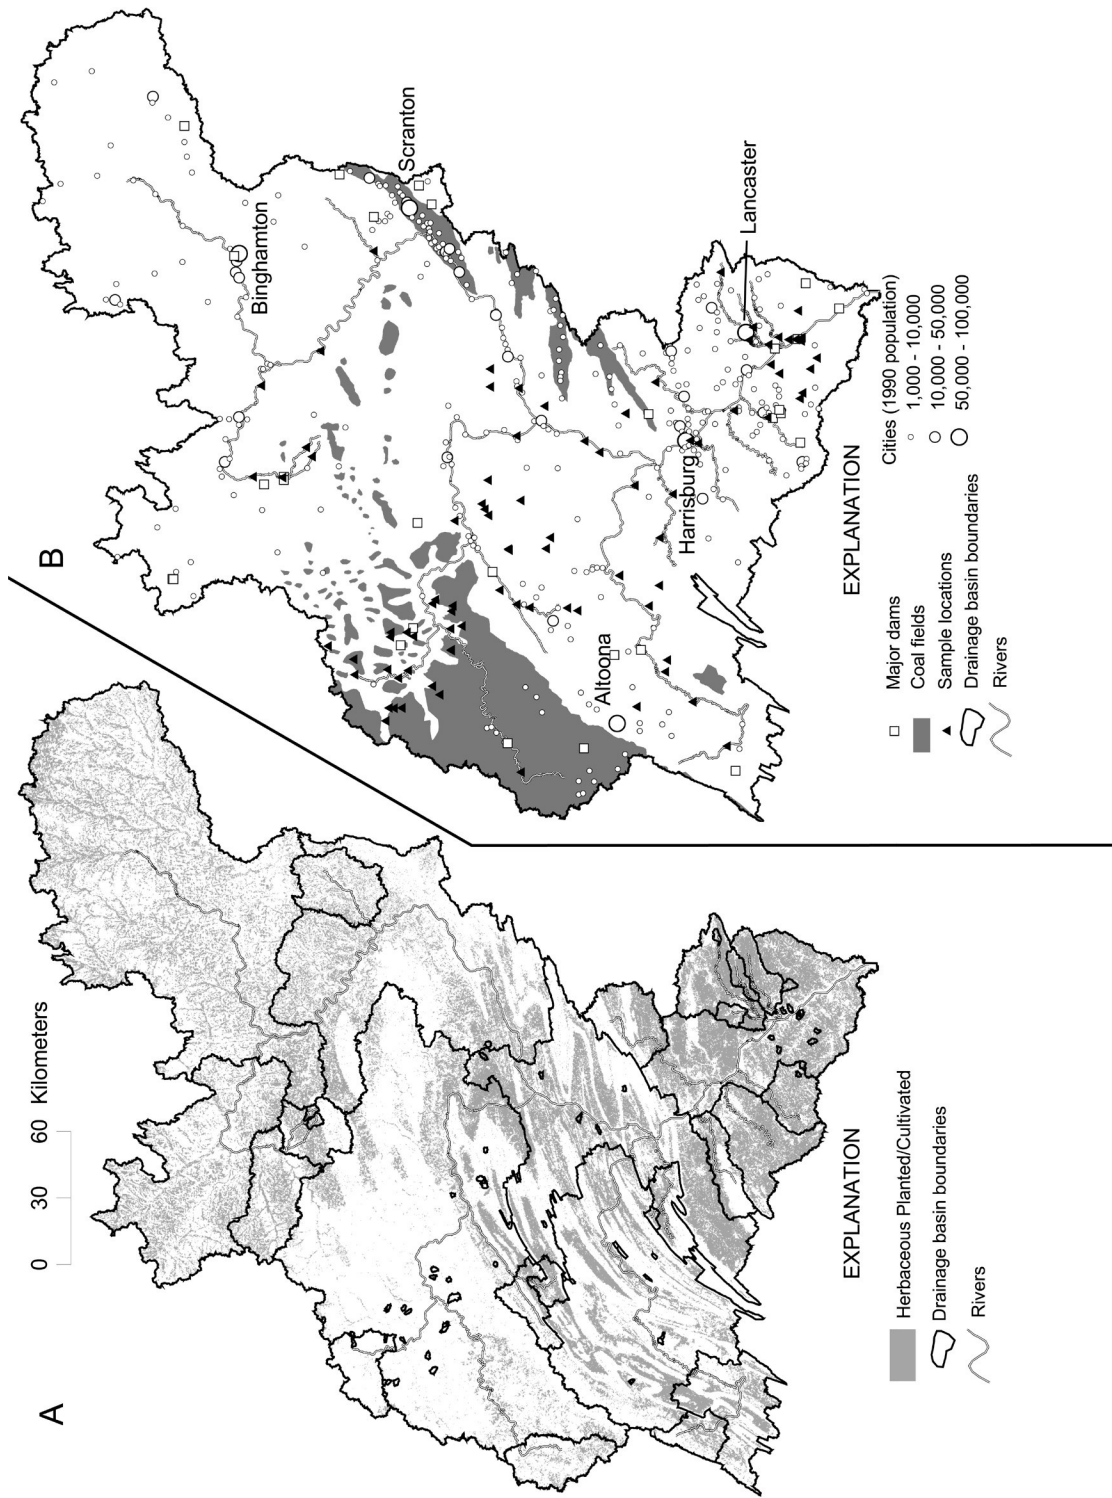 A
0 30 60 Kilometers
EXPLANATION
Herbaceous Planted/Cultivated
Drainage basin boundaries
Rivers
B
Binghamton
Scranton
Lancaster
Harrisburg
Altoona
EXPLANATION
Major dams
Coal fields
Sample locations
Drainage basin boundaries
Rivers
Cities (1990 population)
1,000 - 10,000
10,000 - 50,000
50,000 - 100,000